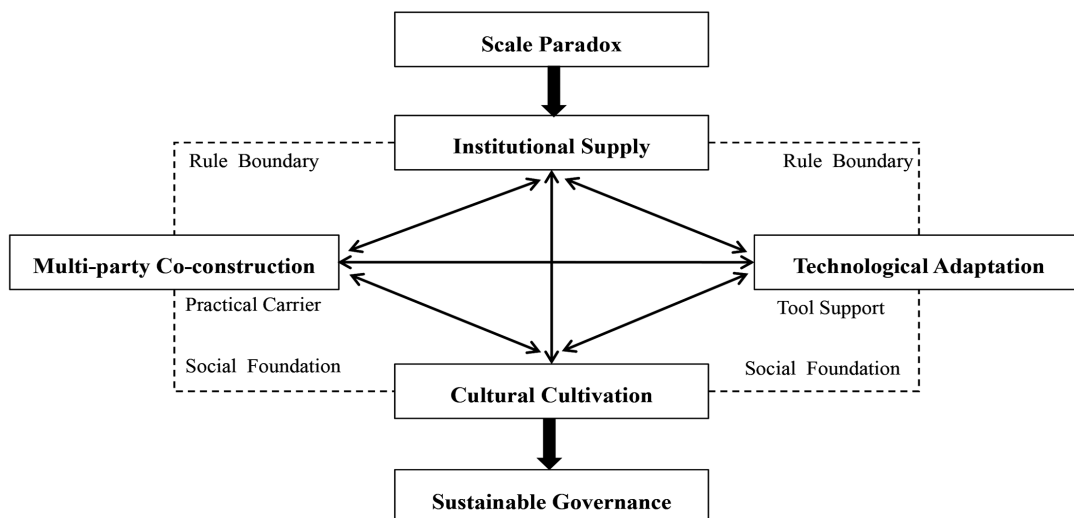 Scale Paradox
Institutional Supply
Rule Boundary
Rule Boundary
Multi-party Co-construction
Technological Adaptation
Practical Carrier
Tool Support
Social Foundation
Social Foundation
Cultural Cultivation
Sustainable Governance